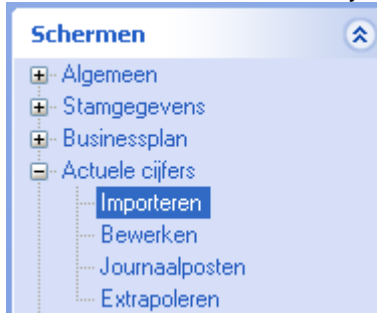 Schermen
Algemeen
Stamgegevens
Businessplan
Actuele cijfers
Importeren
Bewerken
Journaalposten
Extrapoleren